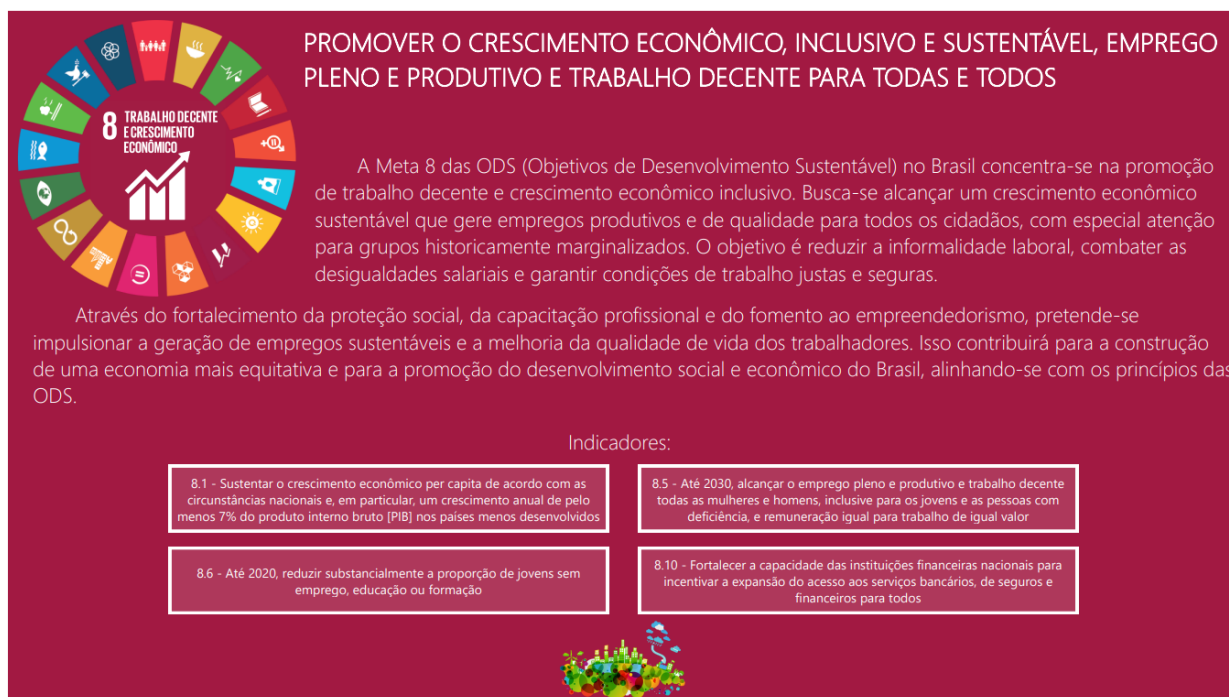 PROMOVER O CRESCIMENTO ECONÔMICO, INCLUSIVO E SUSTENTÁVEL, EMPREGO
PLENO E PRODUTIVO E TRABALHO DECENTE PARA TODAS E TODOS
8 TRABALHO DECENTE
E CRESCIMENTO
ECONÔMICO
A Meta 8 das ODS (Objetivos de Desenvolvimento Sustentável) no Brasil concentra-se na promoção
de trabalho decente e crescimento econômico inclusivo. Busca-se alcançar um crescimento econômico
sustentável que gere empregos produtivos e de qualidade para todos os cidadãos, com especial atenção
para grupos historicamente marginalizados. O objetivo é reduzir a informalidade laboral, combater as
desigualdades salariais e garantir condições de trabalho justas e seguras.
Através do fortalecimento da proteção social, da capacitação profissional e do fomento ao empreendedorismo, pretende-se
impulsionar a geração de empregos sustentáveis e a melhoria da qualidade de vida dos trabalhadores. Isso contribuirá para a construção
de uma economia mais equitativa e para a promoção do desenvolvimento social e econômico do Brasil, alinhando-se com os princípios das
ODS.
Indicadores:
8.1 - Sustentar o crescimento econômico per capita de acordo com as
circunstâncias nacionais e, em particular, um crescimento anual de pelo
menos 7% do produto interno bruto [PIB] nos países menos desenvolvidos
8.5 - Até 2030, alcançar o emprego pleno e produtivo e trabalho decente
todas as mulheres e homens, inclusive para os jovens e as pessoas com
deficiência, e remuneração igual para trabalho de igual valor
8.6 - Até 2020, reduzir substancialmente a proporção de jovens sem
emprego, educação ou formação
8.10 - Fortalecer a capacidade das instituições financeiras nacionais para
incentivar a expansão do acesso aos serviços bancários, de seguros e
financeiros para todos